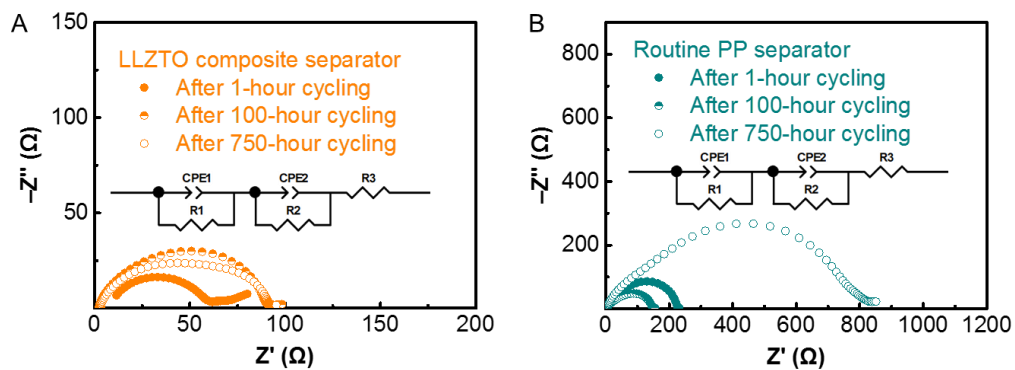 A
LLZTO composite separator
After 1-hour cycling
After 100-hour cycling
After 750-hour cycling
CPE1
CPE2
R3
R1
R2
150
100
50
0
50
100
150
200
–Z'' (Ω)
Z' (Ω)
B
Routine PP separator
After 1-hour cycling
After 100-hour cycling
After 750-hour cycling
CPE1
CPE2
R3
R1
R2
800
600
400
200
0
200
400
600
800
1000
1200
–Z'' (Ω)
Z' (Ω)